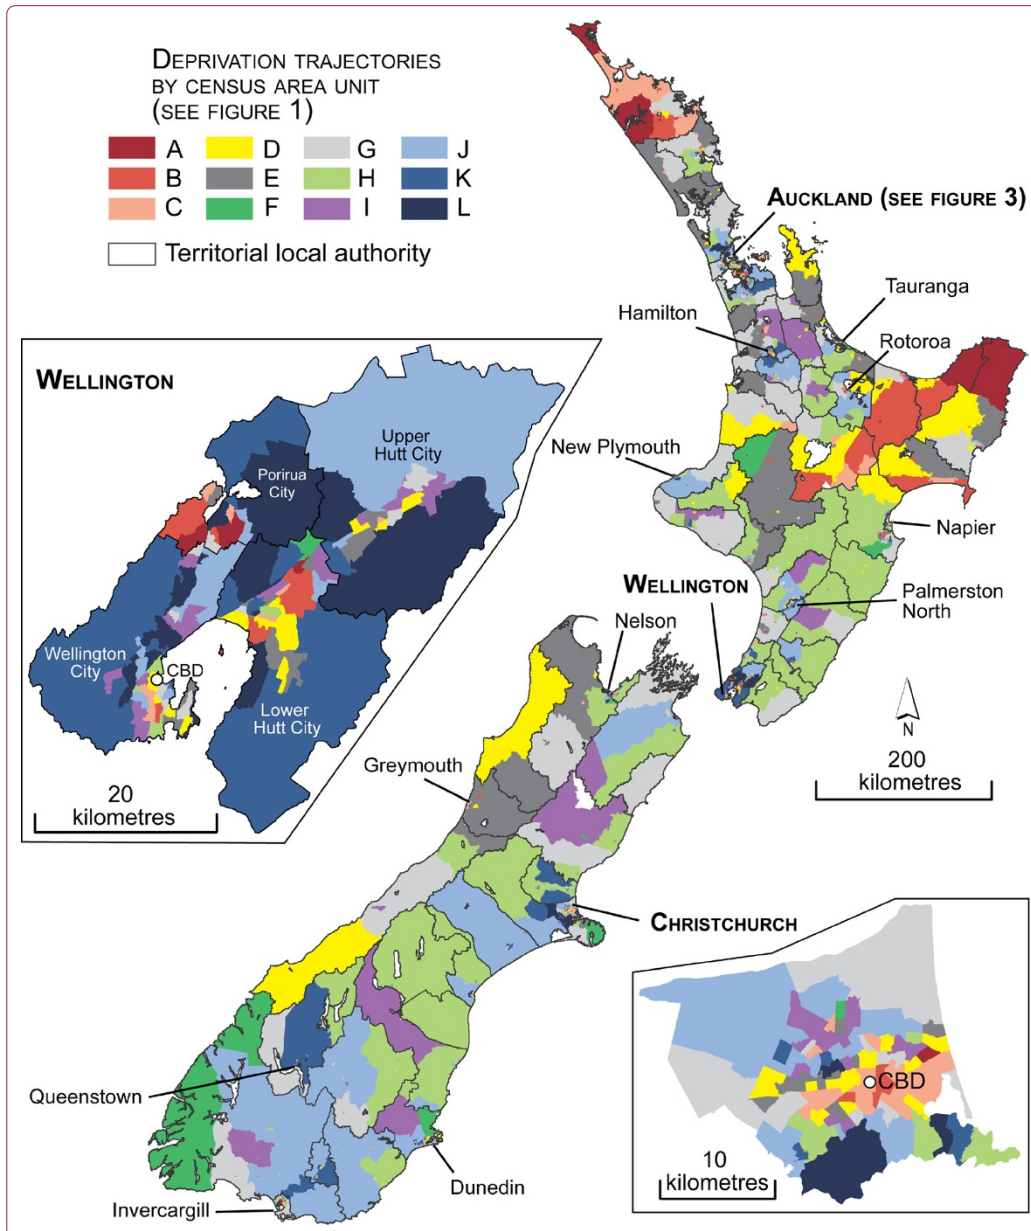 DEPRIVATION TRAJECTORIES
BY CENSUS AREA UNIT
(SEE FIGURE 1)
A D G J
B E H K
C F I L
Territorial local authority
AUCKLAND (SEE FIGURE 3)
Tauranga
Hamilton
Rotoroa
New Plymouth
Napier
WELLINGTON
Palmerston
North
Nelson
N
200
kilometres
WELLINGTON
Upper
Hutt City
Porirua
City
Wellington
City
CBD
Lower
Hutt City
20
kilometres
Greymouth
CHRISTCHURCH
Queenstown
Dunedin
Invercargill
CBD
10
kilometres